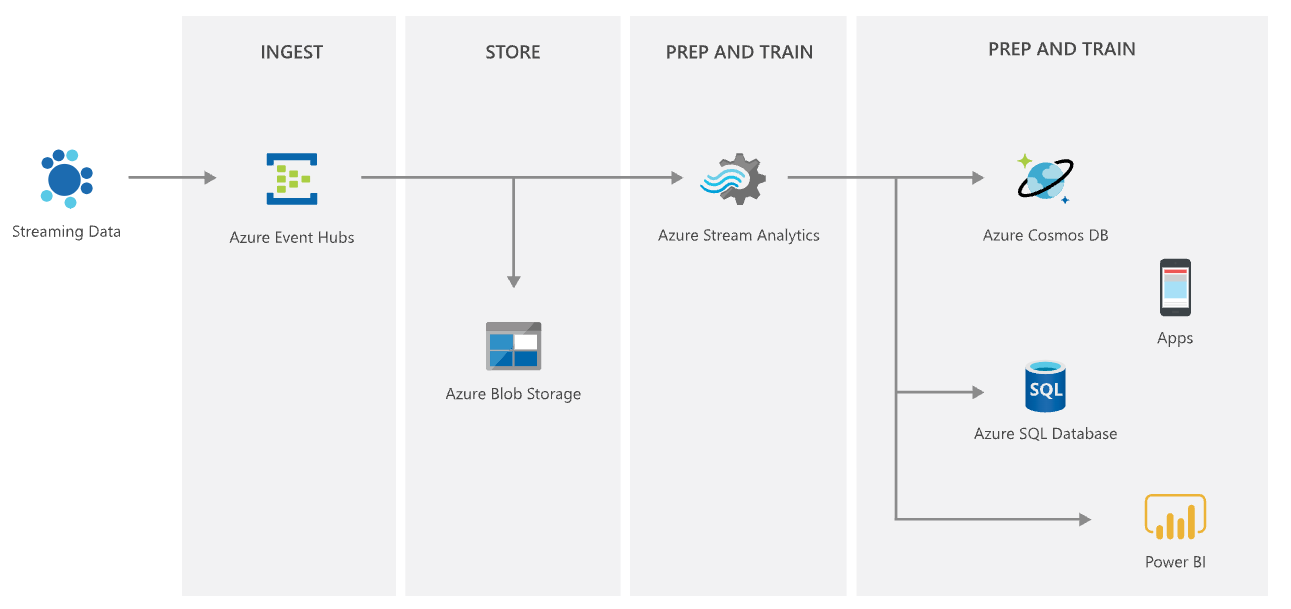 INGEST
STORE
PREP AND TRAIN
PREP AND TRAIN
Streaming Data
Azure Event Hubs
Azure Stream Analytics
Azure Cosmos DB
Apps
Azure Blob Storage
SQL
Azure SQL Database
Power BI